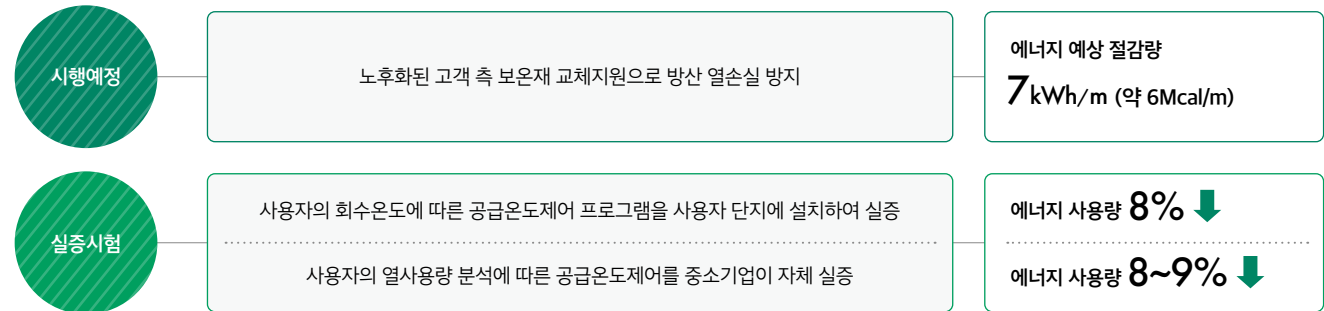 시행예정
노후화된 고객 측 보온재 교체지원으로 방산 열손실 방지
에너지 예상 절감량
7kWh/m (약 6Mcal/m)
실증시험
사용자의 회수온도에 따른 공급온도제어 프로그램을 사용자 단지에 설치하여 실증
에너지 사용량 8%
사용자의 열사용량 분석에 따른 공급온도제어를 중소기업이 자체 실증
에너지 사용량 8~9%